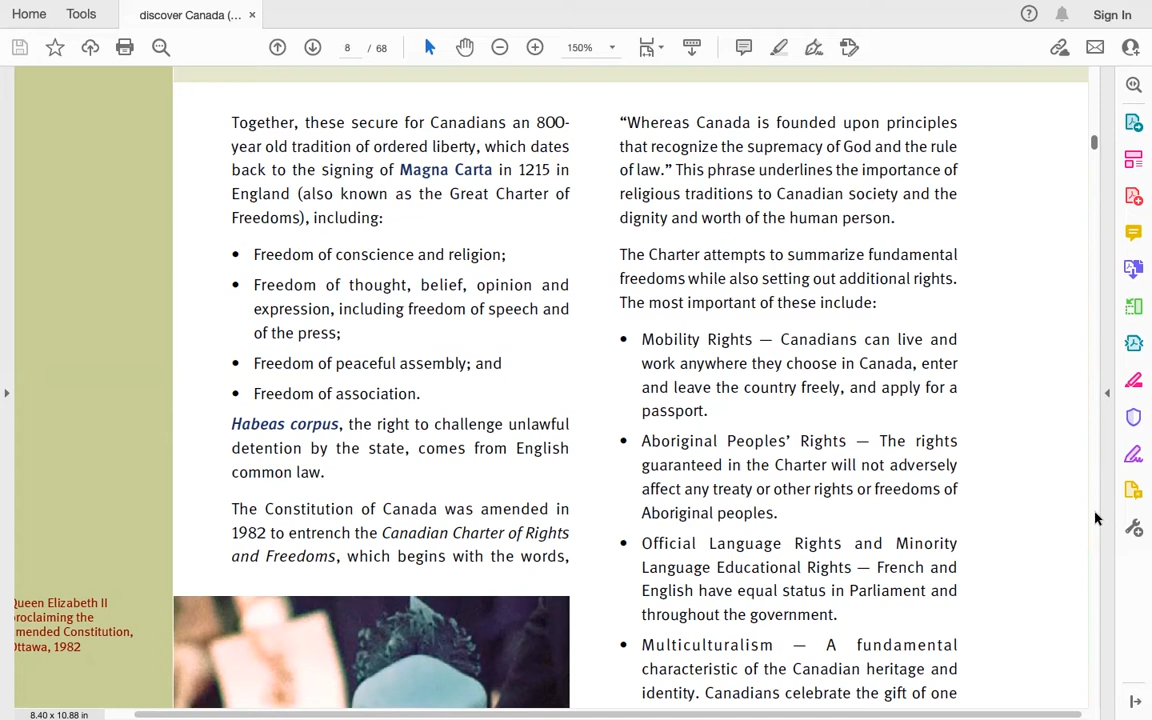 Home Tools discover Canada (... × Sign In
8 / 68 150%
Together, these secure for Canadians an 800-
year old tradition of ordered liberty, which dates
back to the signing of Magna Carta in 1215 in
England (also known as the Great Charter of
Freedoms), including:
• Freedom of conscience and religion;
• Freedom of thought, belief, opinion and
expression, including freedom of speech and
of the press;
• Freedom of peaceful assembly; and
• Freedom of association.
Habeas corpus, the right to challenge unlawful
detention by the state, comes from English
common law.
The Constitution of Canada was amended in
1982 to entrench the Canadian Charter of Rights
and Freedoms, which begins with the words,
“Whereas Canada is founded upon principles
that recognize the supremacy of God and the rule
of law.” This phrase underlines the importance of
religious traditions to Canadian society and the
dignity and worth of the human person.
The Charter attempts to summarize fundamental
freedoms while also setting out additional rights.
The most important of these include:
• Mobility Rights — Canadians can live and
work anywhere they choose in Canada, enter
and leave the country freely, and apply for a
passport.
• Aboriginal Peoples’ Rights — The rights
guaranteed in the Charter will not adversely
affect any treaty or other rights or freedoms of
Aboriginal peoples.
• Official Language Rights and Minority
Language Educational Rights — French and
English have equal status in Parliament and
throughout the government.
• Multiculturalism — A fundamental
characteristic of the Canadian heritage and
identity. Canadians celebrate the gift of one
Queen Elizabeth II
proclaiming the
amended Constitution,
Ottawa, 1982
8.40 x 10.88 in